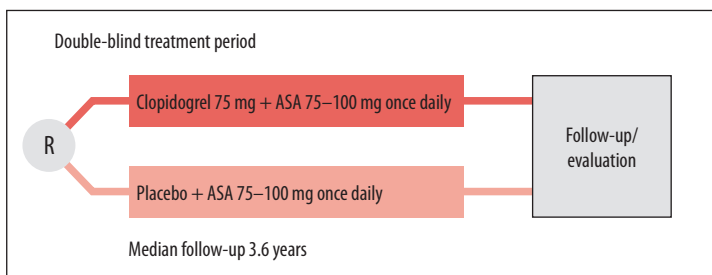 Double-blind treatment period
Clopidogrel 75 mg + ASA 75–100 mg once daily
R
Follow-up/
evaluation
Placebo + ASA 75–100 mg once daily
Median follow-up 3.6 years